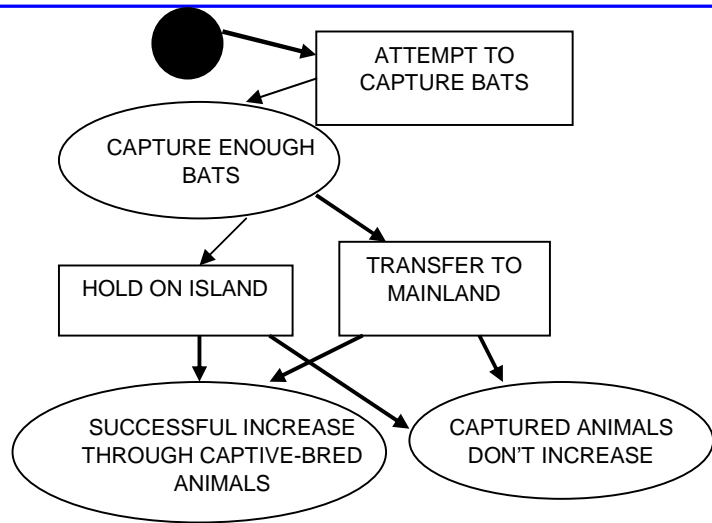 ATTEMPT TO
CAPTURE BATS
CAPTURE ENOUGH
BATS
HOLD ON ISLAND
TRANSFER TO
MAINLAND
SUCCESSFUL INCREASE
THROUGH CAPTIVE-BRED
ANIMALS
CAPTURED ANIMALS
DON'T INCREASE